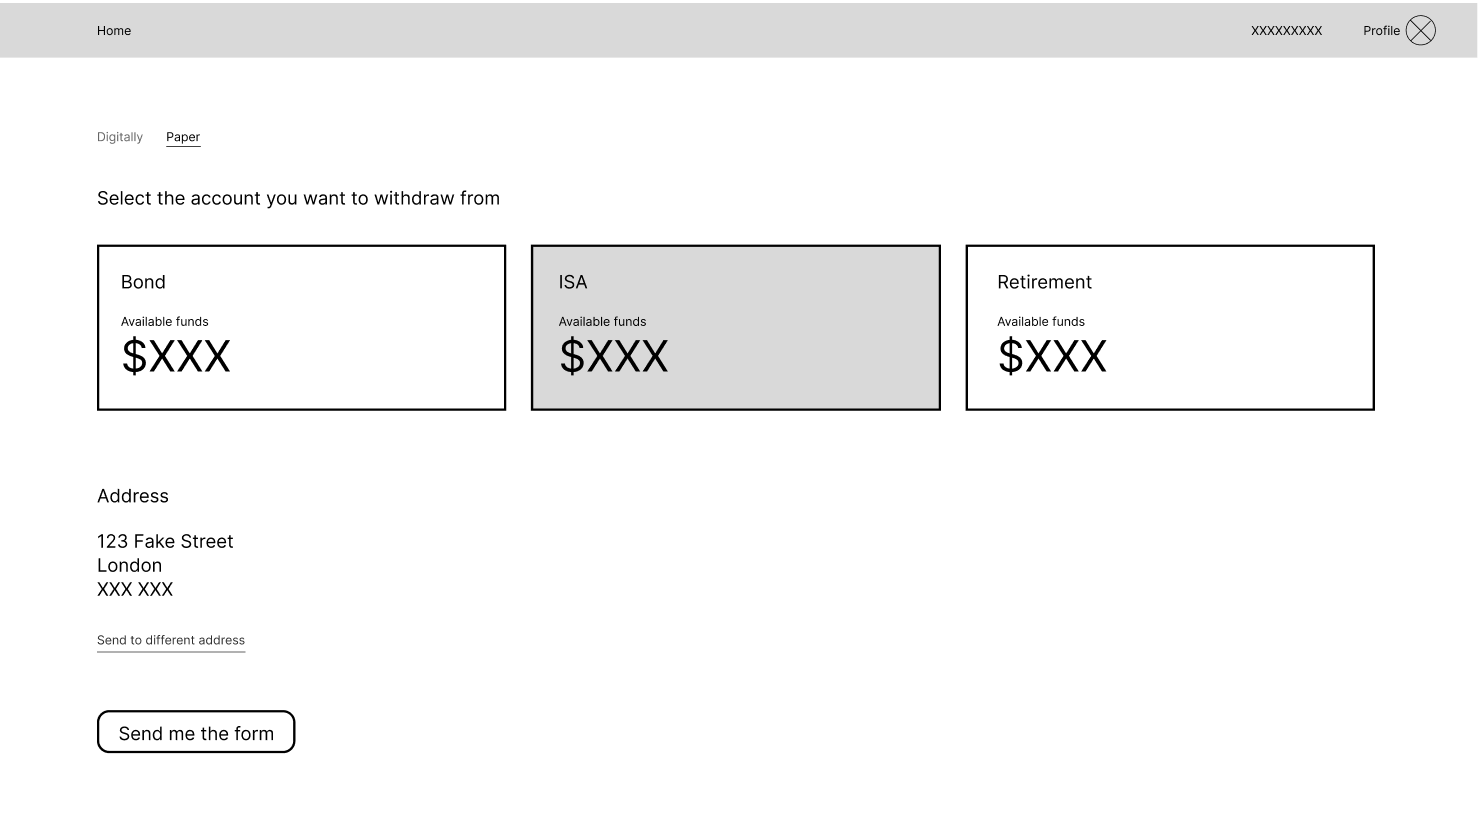 Home
XXXXXXXXX
Profile
Digitally
Paper
Select the account you want to withdraw from
Bond
Available funds
$XXX
ISA
Available funds
$XXX
Retirement
Available funds
$XXX
Address
123 Fake Street
London
XXX XXX
Send to different address
Send me the form